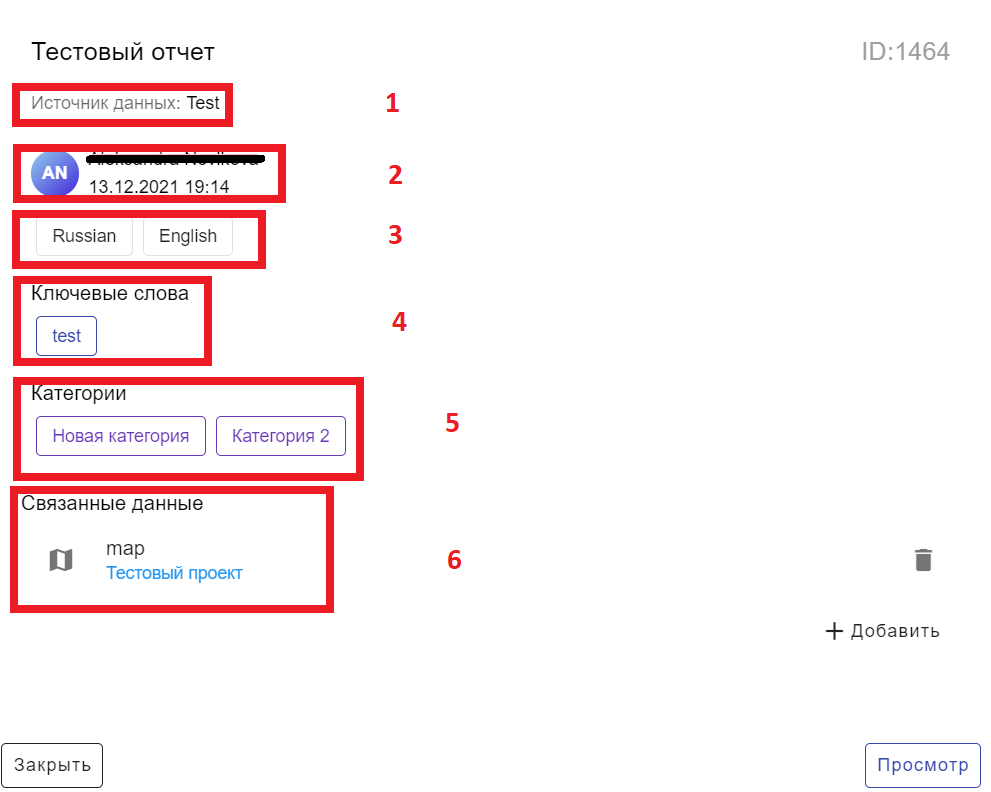 Тестовый отчет ID:1464
Источник данных: Test 1
AN
13.12.2021 19:14 2
Russian English 3
Ключевые слова
test 4
Категории
Новая категория Категория 2 5
Связанные данные
map
Тестовый проект 6
+ Добавить
Закрыть Просмотр